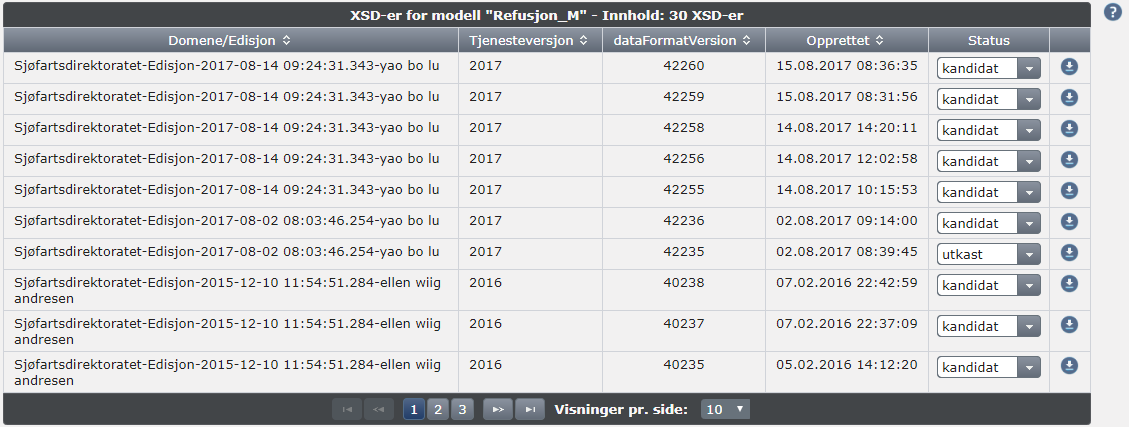 XSD-er for modell "Refusjon_M" - Innhold: 30 XSD-er
?
Domene/Edisjon Tjenesteversjon dataFormatVersion Opprettet Status
Sjøfartsdirektoratet-Edisjon-2017-08-14 09:24:31.343-yao bo lu 2017 42260 15.08.2017 08:36:35 kandidat
Sjøfartsdirektoratet-Edisjon-2017-08-14 09:24:31.343-yao bo lu 2017 42259 15.08.2017 08:31:56 kandidat
Sjøfartsdirektoratet-Edisjon-2017-08-14 09:24:31.343-yao bo lu 2017 42258 14.08.2017 14:20:11 kandidat
Sjøfartsdirektoratet-Edisjon-2017-08-14 09:24:31.343-yao bo lu 2017 42256 14.08.2017 12:02:58 kandidat
Sjøfartsdirektoratet-Edisjon-2017-08-14 09:24:31.343-yao bo lu 2017 42255 14.08.2017 10:15:53 kandidat
Sjøfartsdirektoratet-Edisjon-2017-08-02 08:03:46.254-yao bo lu 2017 42236 02.08.2017 09:14:00 kandidat
Sjøfartsdirektoratet-Edisjon-2017-08-02 08:03:46.254-yao bo lu 2017 42235 02.08.2017 08:39:45 utkast
Sjøfartsdirektoratet-Edisjon-2015-12-10 11:54:51.284-ellen wiig 2016 40238 07.02.2016 22:42:59 kandidat
andresen
Sjøfartsdirektoratet-Edisjon-2015-12-10 11:54:51.284-ellen wiig 2016 40237 07.02.2016 22:37:09 kandidat
andresen
Sjøfartsdirektoratet-Edisjon-2015-12-10 11:54:51.284-ellen wiig 2016 40235 05.02.2016 14:12:20 kandidat
andresen
1 2 3 Visninger pr. side: 10